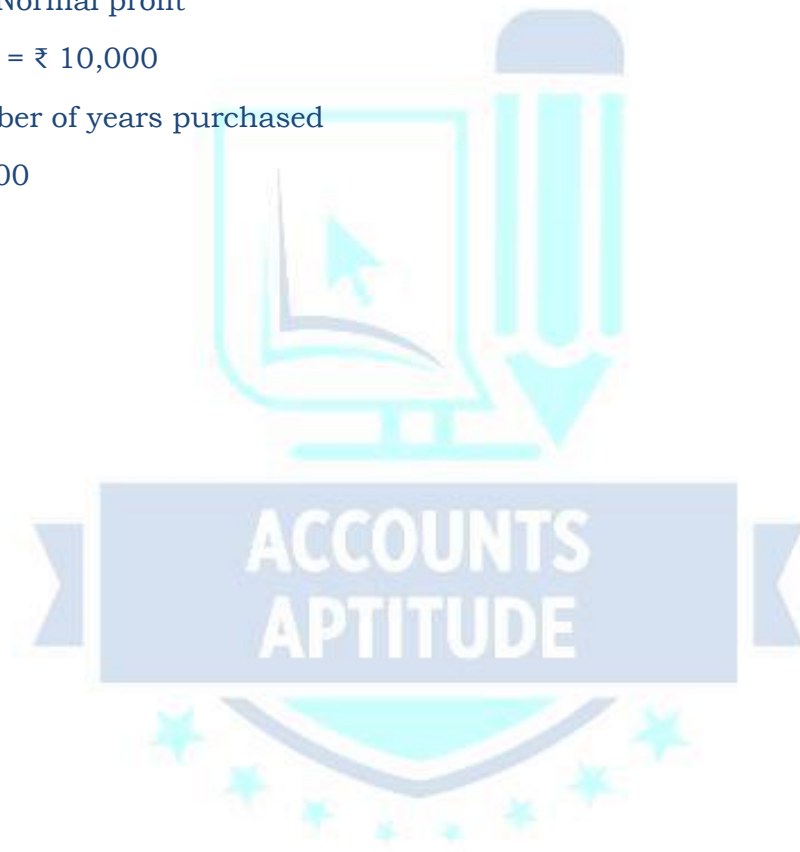 Normal profit
= ₹ 10,000
ber of years purchased
00
ACCOUNTS
APTITUDE